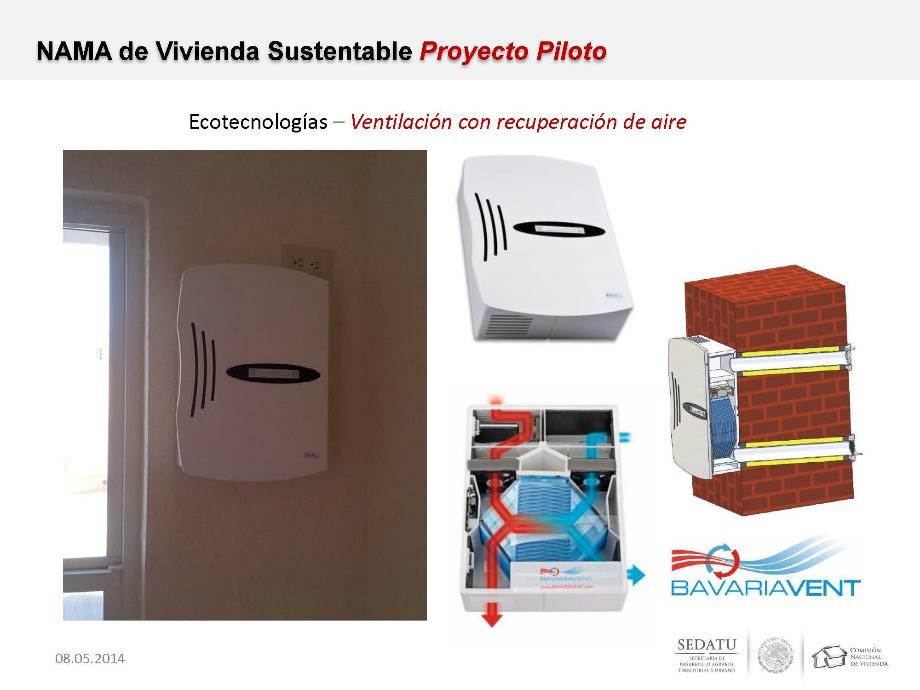 NAMA de Vivienda Sustentable Proyecto Piloto
Ecotecnologías – Ventilación con recuperación de aire
BAVARIAVENT
BAVARIAVENT
08.05.2014
SEDATU
SECRETARÍA DE
DESARROLLO AGRARIO
TERRITORIAL Y URBANO
COMISIÓN
NACIONAL
DE VIVIENDA